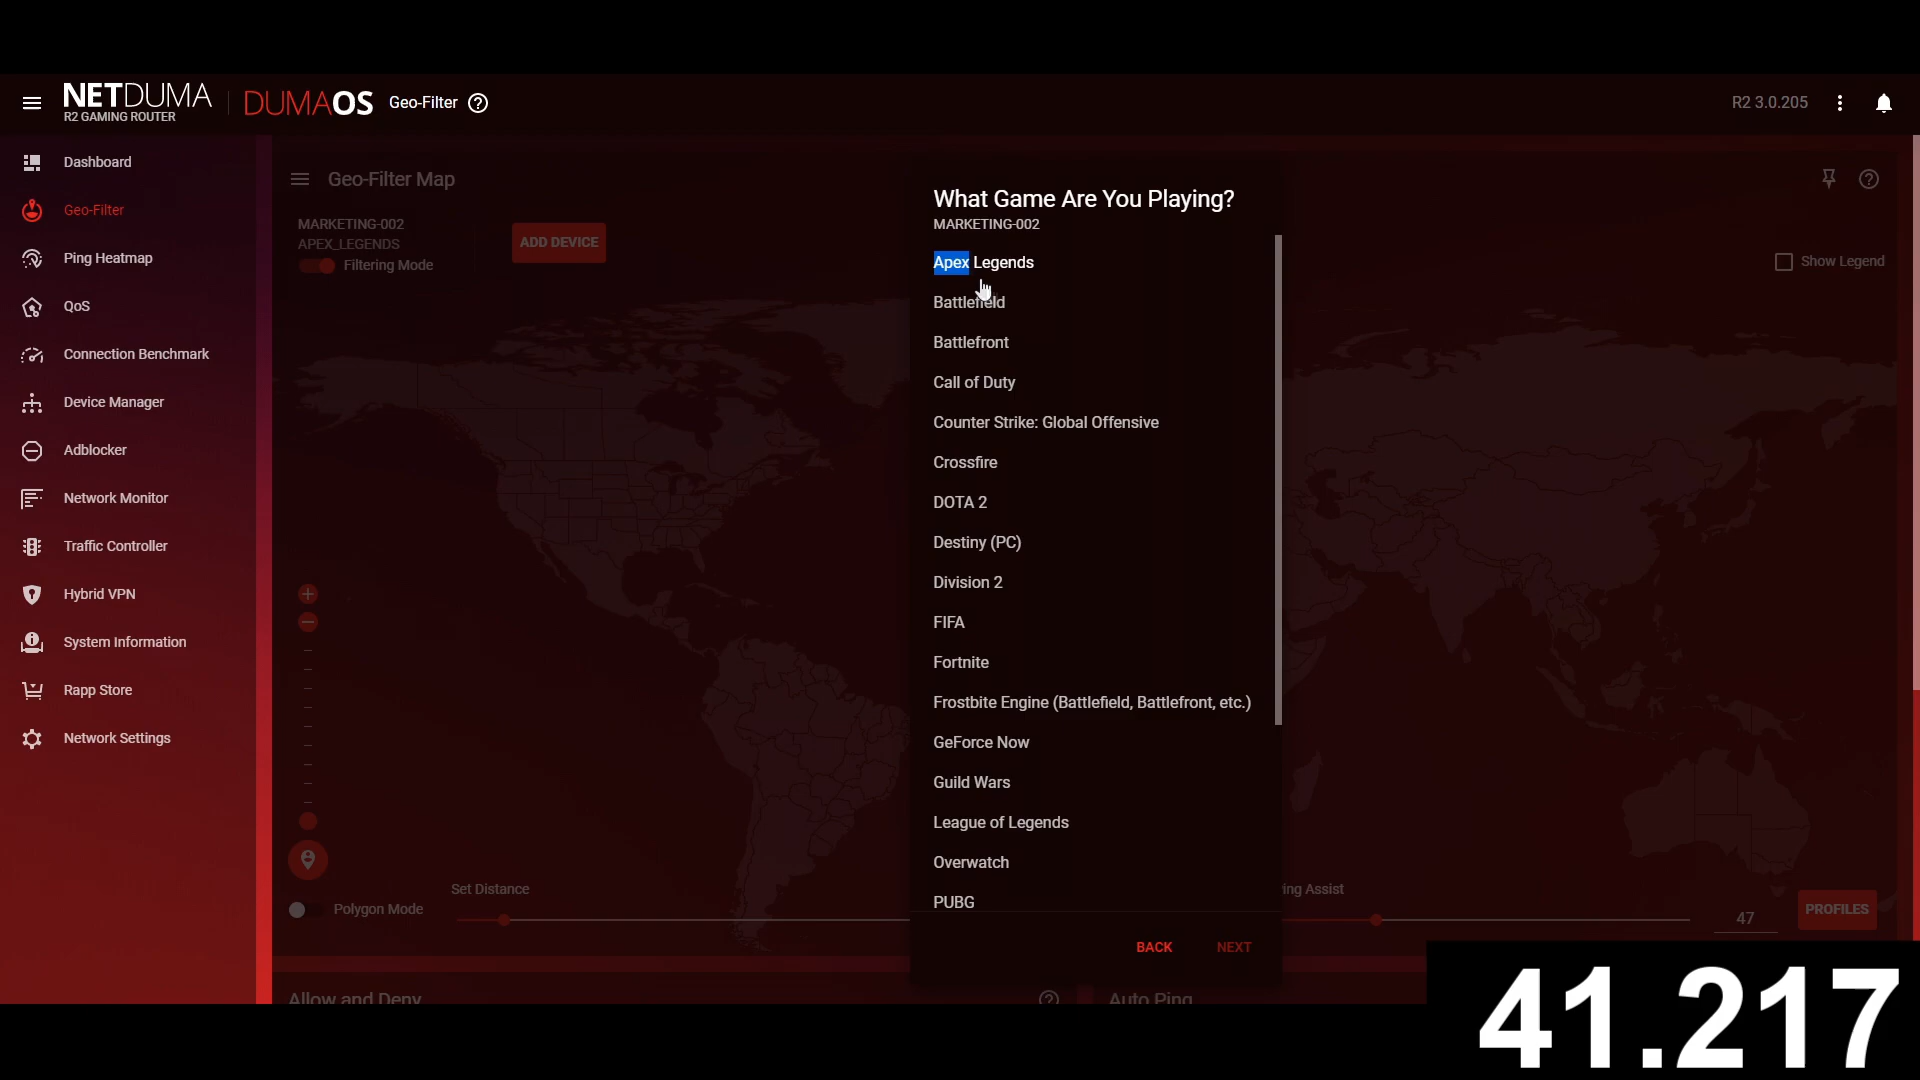 NETDUMA
R2 GAMING ROUTER
DUMAOS
Geo-Filter
R2 3.0.205
Dashboard
Geo-Filter
Ping Heatmap
QoS
Connection Benchmark
Device Manager
Adblocker
Network Monitor
Traffic Controller
Hybrid VPN
System Information
Rapp Store
Network Settings
Geo-Filter Map
MARKETING-002
APEX_LEGENDS
Filtering Mode
ADD DEVICE
Show Legend
What Game Are You Playing?
MARKETING-002
Apex Legends
Battlefield
Battlefront
Call of Duty
Counter Strike: Global Offensive
Crossfire
DOTA 2
Destiny (PC)
Division 2
FIFA
Fortnite
Frostbite Engine (Battlefield, Battlefront, etc.)
GeForce Now
Guild Wars
League of Legends
Overwatch
PUBG
BACK
NEXT
Set Distance
Polygon Mode
ing Assist
47
PROFILES
Allow and Deny
Auto Ping
41.217